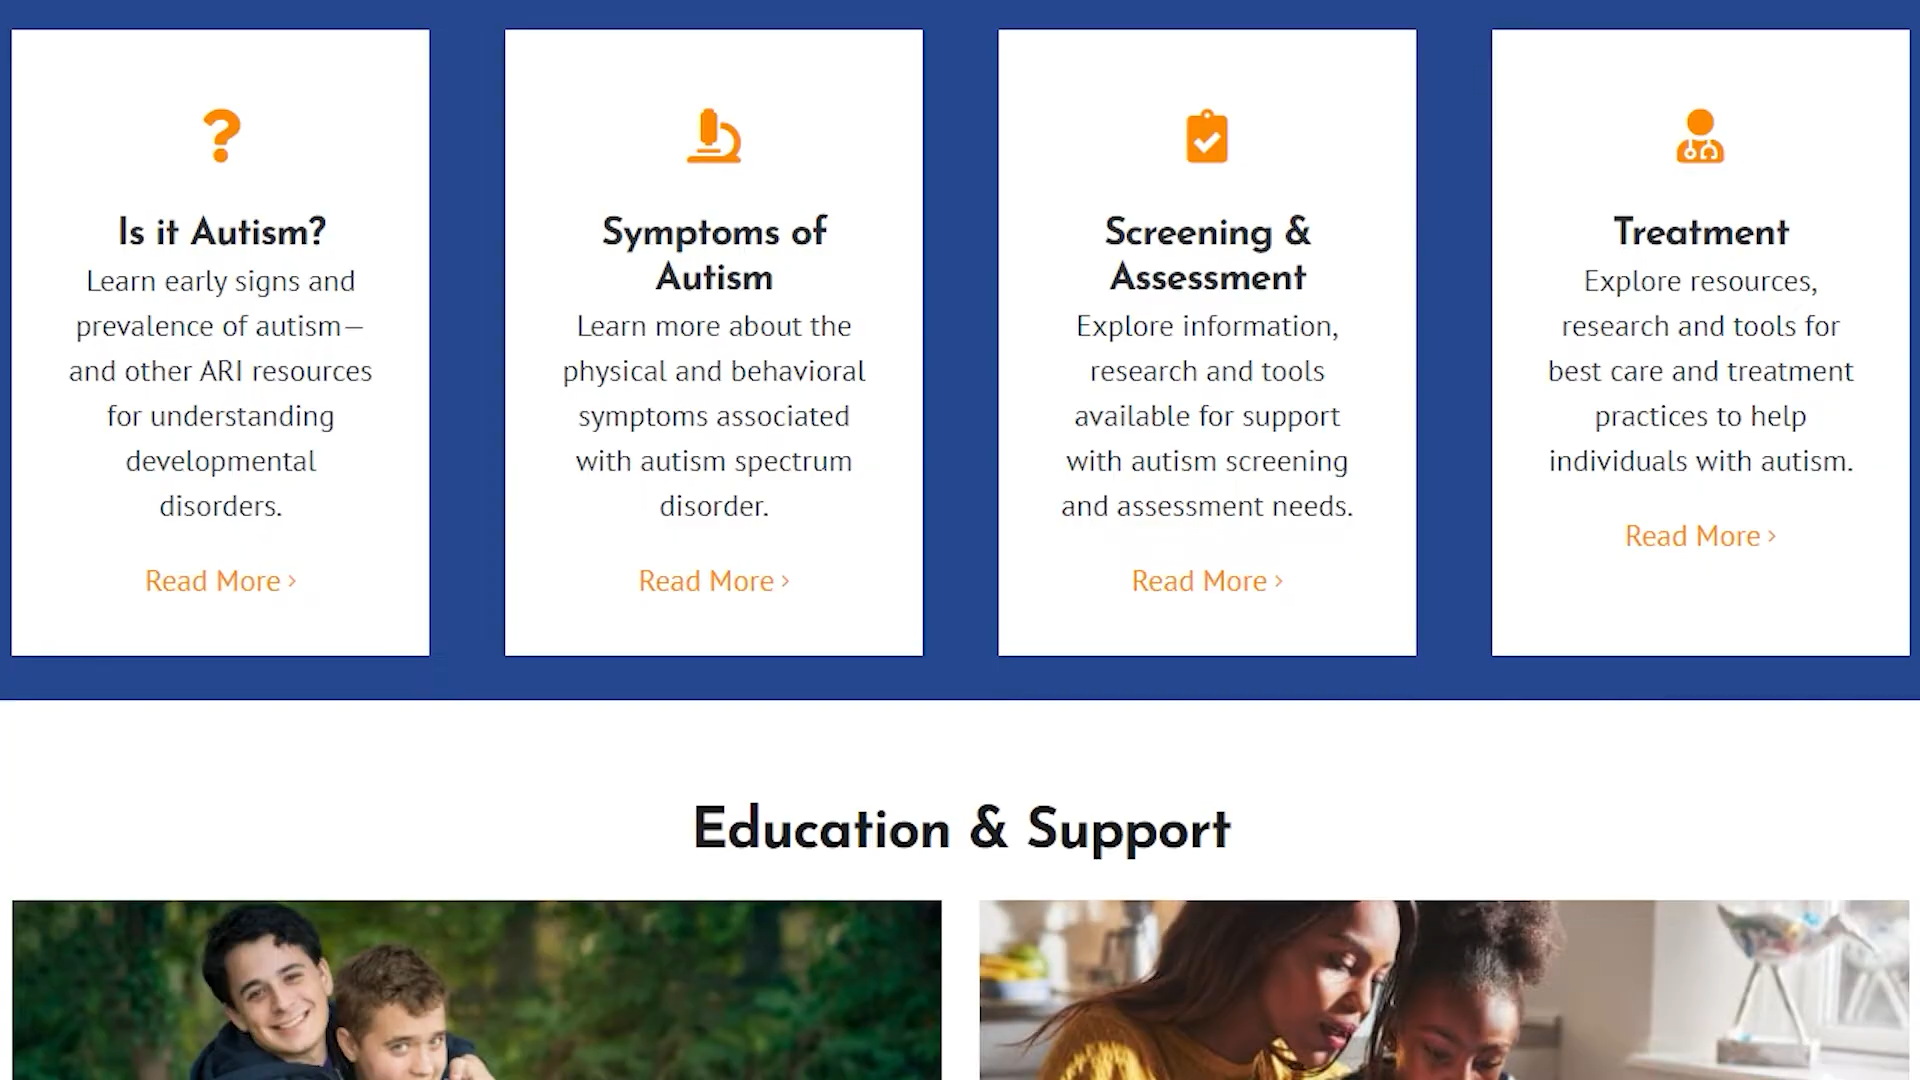 Is it Autism?
Learn early signs and
prevalence of autism—
and other ARI resources
for understanding
developmental
disorders.
Read More ›
Symptoms of
Autism
Learn more about the
physical and behavioral
symptoms associated
with autism spectrum
disorder.
Read More ›
Screening &
Assessment
Explore information,
research and tools
available for support
with autism screening
and assessment needs.
Read More ›
Treatment
Explore resources,
research and tools for
best care and treatment
practices to help
individuals with autism.
Read More ›
Education & Support